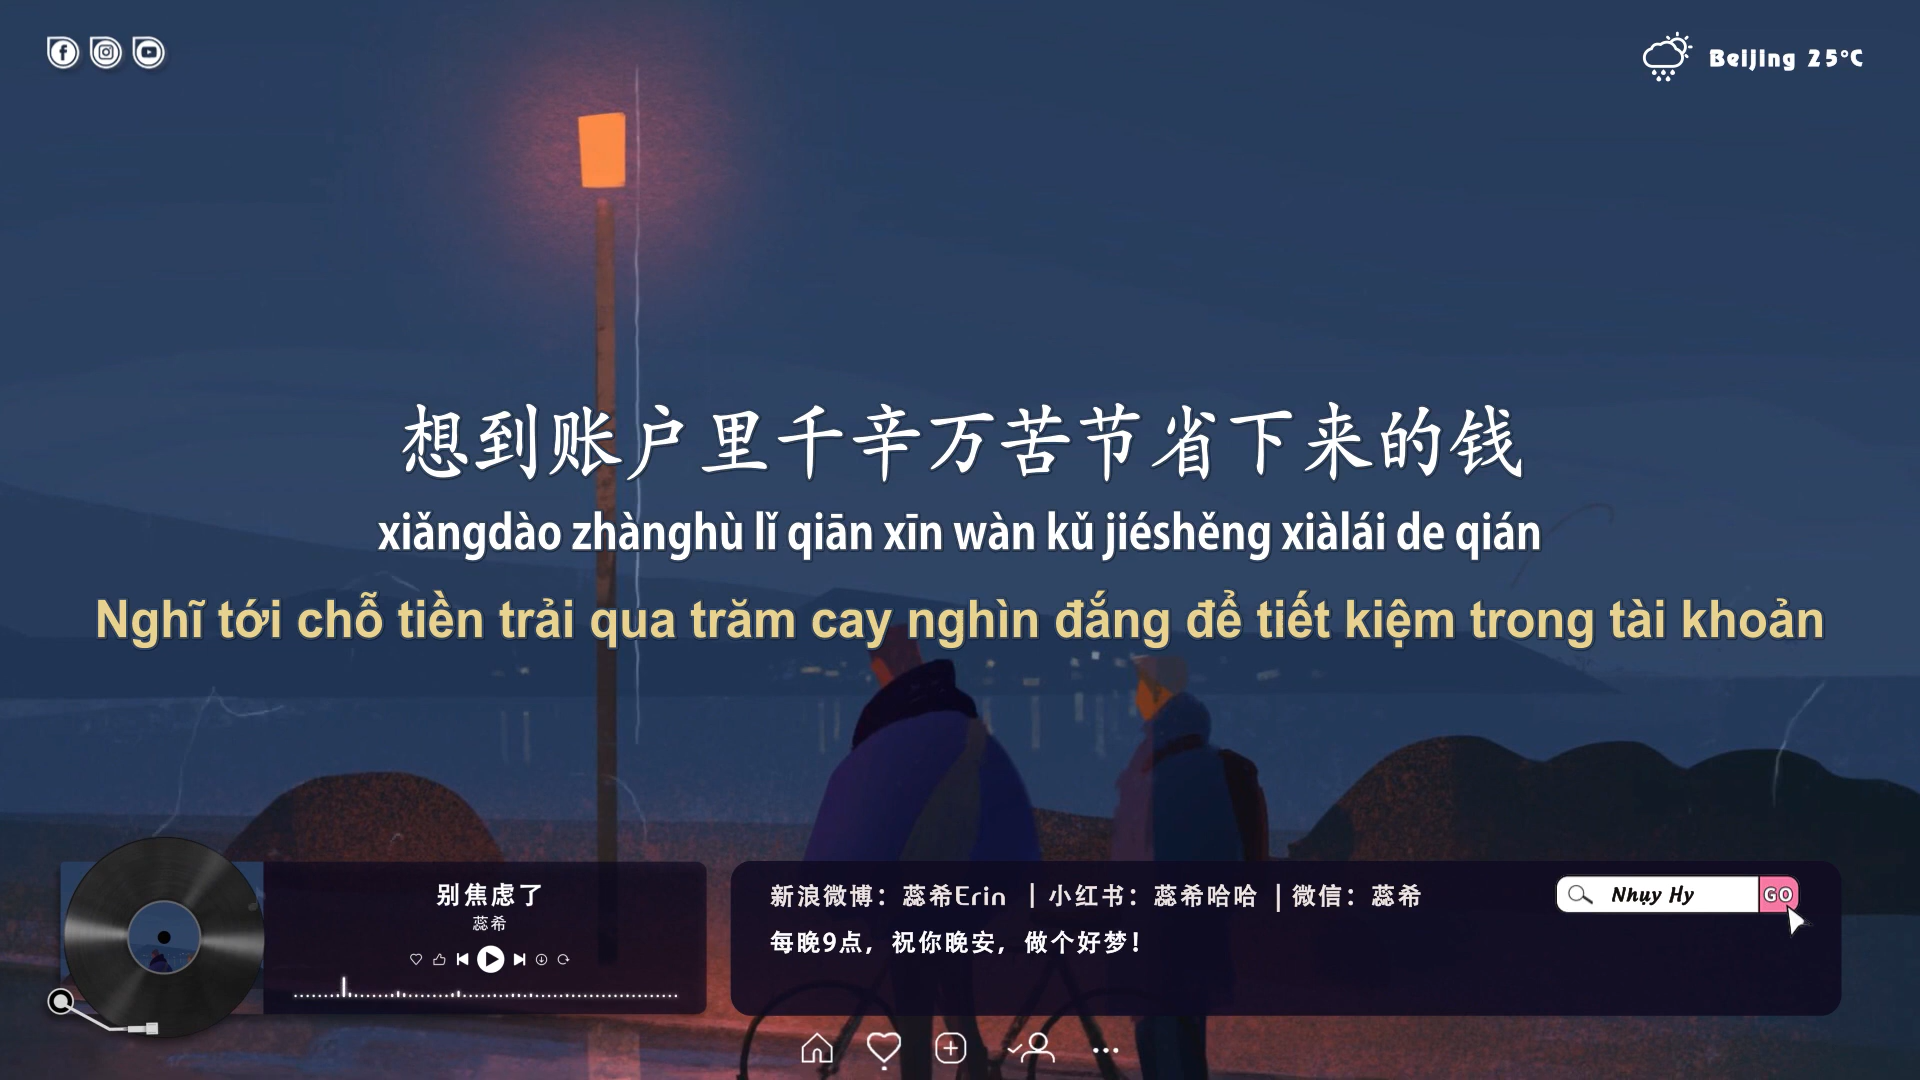 Beijing 25°C
想到账户里千辛万苦节省下来的钱
xiǎngdào zhànghù lǐ qiān xīn wàn kǔ jiéshěng xiàlái de qián
Nghĩ tới chỗ tiền trải qua trăm cay nghìn đắng để tiết kiệm trong tài khoản
别焦虑了
蕊希
新浪微博：蕊希Erin ｜小红书：蕊希哈哈 ｜微信：蕊希
每晚9点，祝你晚安，做个好梦！
Nhụy Hy
GO